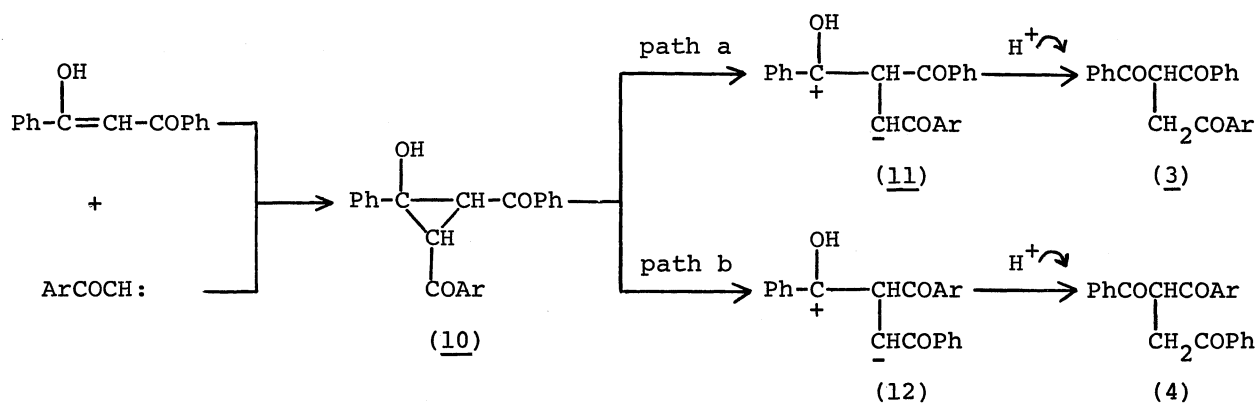 OH
Ph-C=CH-COPh
+
ArCOCH:
OH
Ph-C-CH-COPh
CH
COAr
(10)
path a
OH
Ph-C-CH-COPh
+
CHCOAr
-
(11)
H+
PhCOCHCOPh
CH2COAr
(3)
path b
OH
Ph-C-CHCOAr
+
CHCOPh
-
(12)
H+
PhCOCHCOAr
CH2COPh
(4)